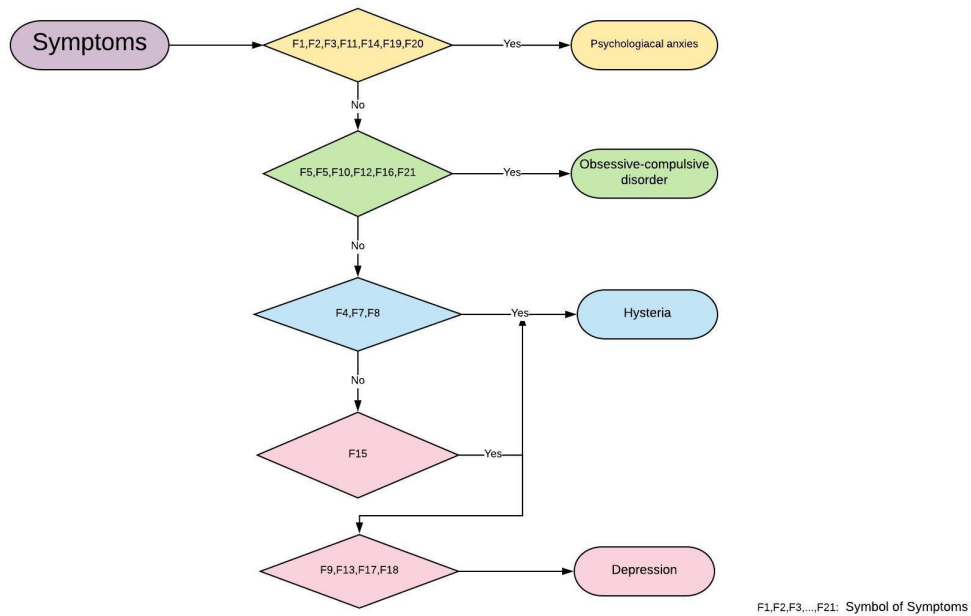 Symptoms
F1,F2,F3,F11,F14,F19,F20
Yes
Psychologiacal anxies
No
F5,F5,F10,F12,F16,F21
Yes
Obsessive-compulsive
disorder
No
F4,F7,F8
Yes
Hysteria
No
F15
Yes
F9,F13,F17,F18
Depression
F1,F2,F3,...,F21: Symbol of Symptoms